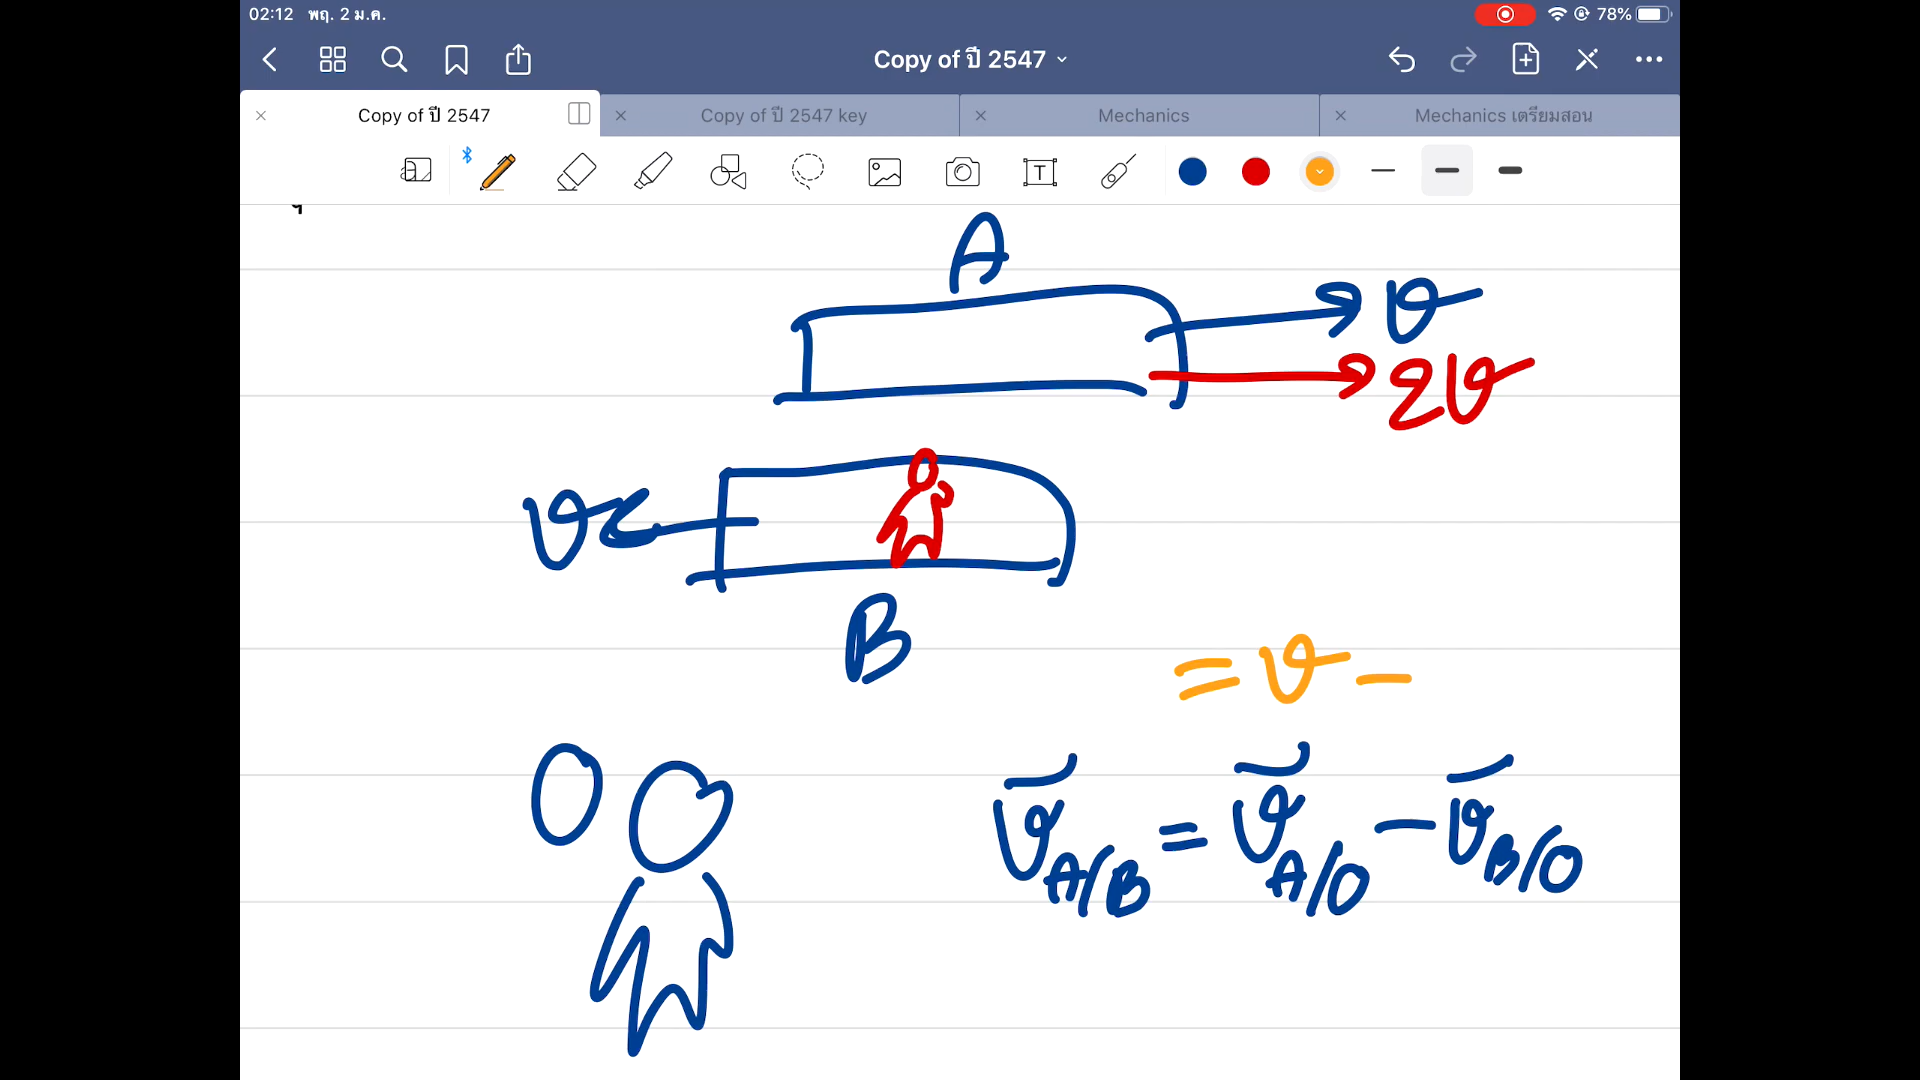 02:12 พฤ. 2 ม.ค. 78%
Copy of ปี 2547
Copy of ปี 2547 Copy of ปี 2547 key Mechanics Mechanics เตรียมสอน
T
A
v
2v
v
B
= v −
O
v⃗A/B = v⃗A/O − v⃗B/O